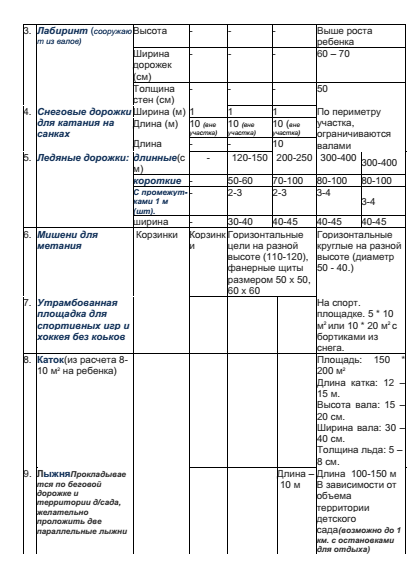 3. Лабиринт (сооружают из валов) Высота - - - Выше роста ребенка
Ширина дорожек (см) - - - 60 – 70
Толщина стен (см) - - - 50
4. Снеговые дорожки для катания на санках Ширина (м) 1 1 1 По периметру участка, ограничиваются валами
Длина (м) 10 (вне участка) 10 (вне участка) 10 (вне участка)
Длина - - 10
5. Ледяные дорожки: длинные(см) - 120-150 200-250 300-400 300-400
короткие - 50-60 70-100 80-100 80-100
С промежутками 1 м (шт). - 2-3 2-3 3-4 3-4
ширина - 30-40 40-45 40-45 40-45
6. Мишени для метания Корзинки Корзинки Горизонтальные цели на разной высоте (110-120), фанерные щиты размером 50 х 50, 60 х 60 Горизонтальные круглые на разной высоте (диаметр 50 - 40.)
7. Утрамбованная площадка для спортивных игр и хоккея без коьков На спорт. площадке. 5 * 10 м² или 10 * 20 м² с бортиками из снега.
8. Каток(из расчета 8-10 м² на ребенка) Площадь: 150 * 200 м²
Длина катка: 12 – 15 м.
Высота вала: 15 – 20 см.
Ширина вала: 30 – 40 см.
Толщина льда: 5 – 8 см.
9. ЛыжняПрокладывается по беговой дорожке и территории д/сада, желательно проложить две параллельные лыжни Длина – 10 м Длина 100-150 м
В зависимости от объема территории детского сада(возможно до 1 км. с остановками для отдыха)